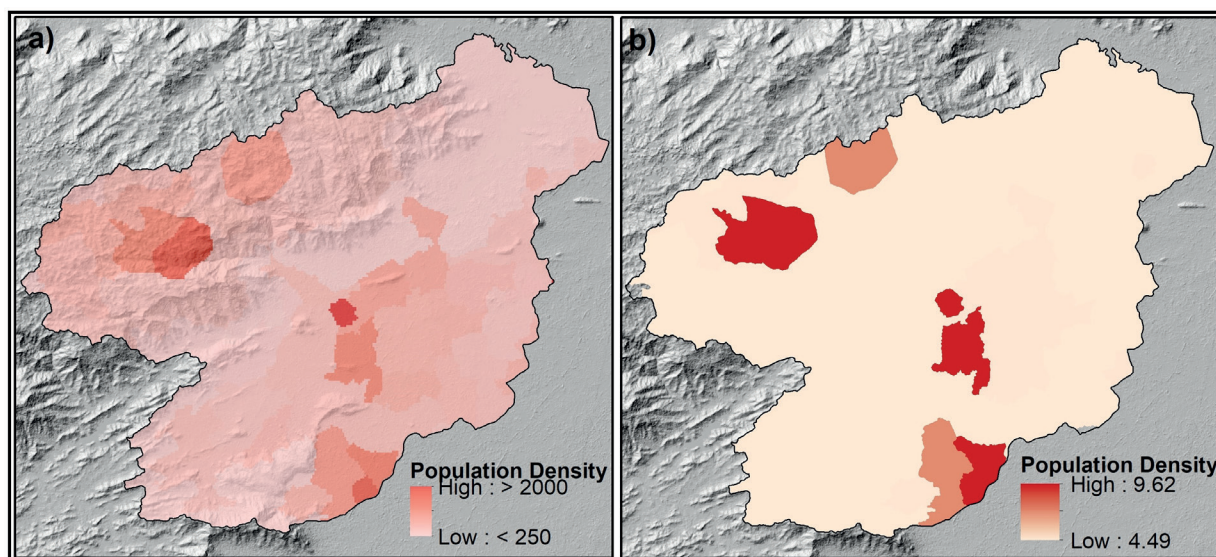 a)
Population Density
High : > 2000
Low : < 250
b)
Population Density
High : 9.62
Low : 4.49